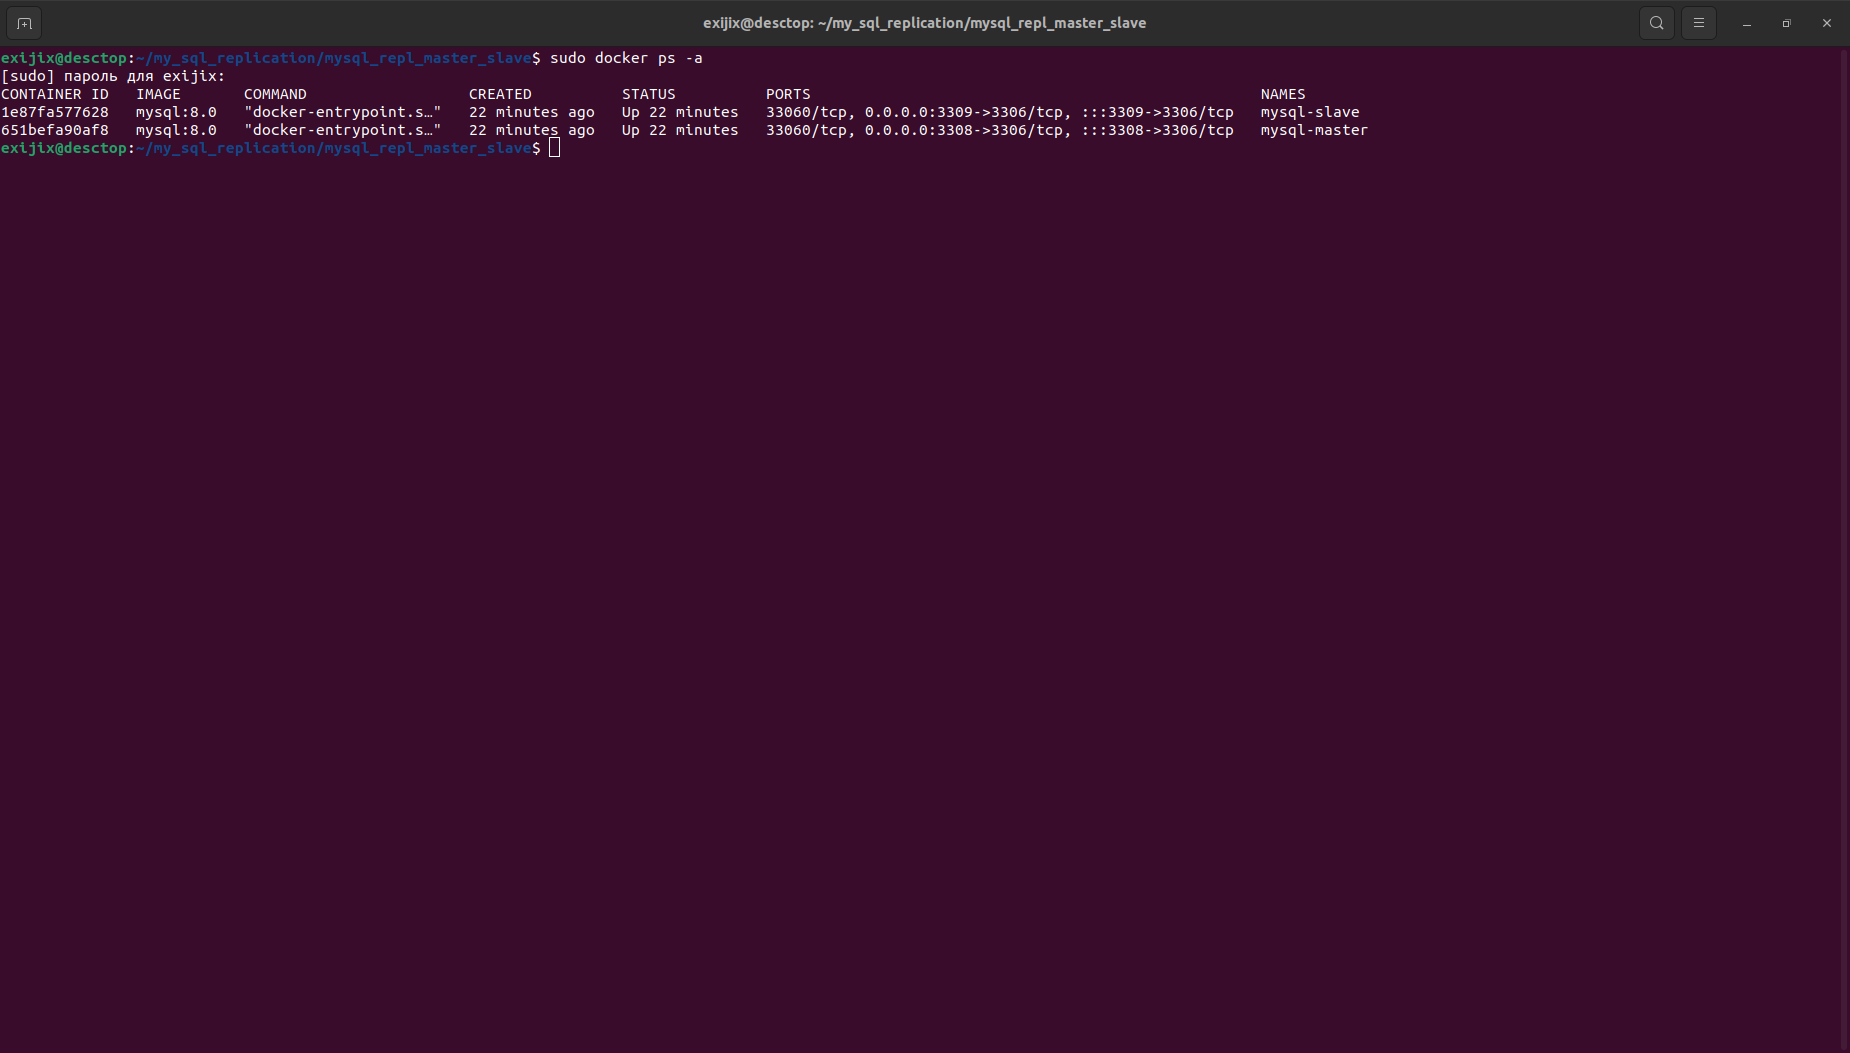 exijix@desctop: ~/my_sql_replication/mysql_repl_master_slave
exijix@desctop:~/my_sql_replication/mysql_repl_master_slave$ sudo docker ps -a
[sudo] пароль для exijix:
CONTAINER ID   IMAGE       COMMAND                  CREATED          STATUS          PORTS                                                  NAMES
1e87fa577628   mysql:8.0   "docker-entrypoint.s…"   22 minutes ago   Up 22 minutes   33060/tcp, 0.0.0.0:3309->3306/tcp, :::3309->3306/tcp   mysql-slave
651befa90af8   mysql:8.0   "docker-entrypoint.s…"   22 minutes ago   Up 22 minutes   33060/tcp, 0.0.0.0:3308->3306/tcp, :::3308->3306/tcp   mysql-master
exijix@desctop:~/my_sql_replication/mysql_repl_master_slave$